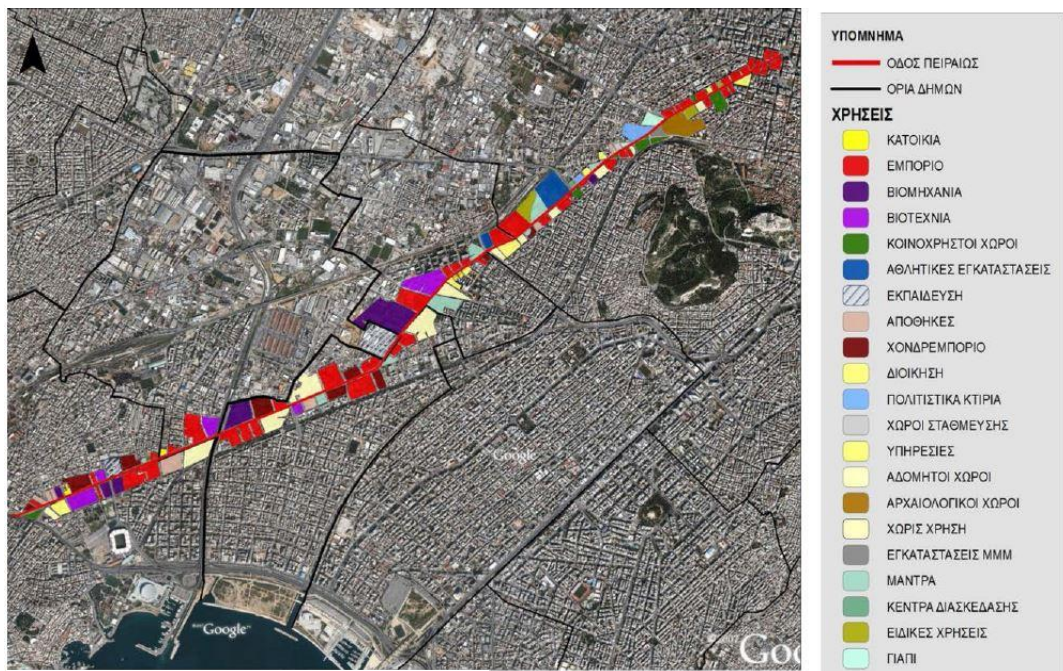 ΥΠΟΜΝΗΜΑ
ΟΔΟΣ ΠΕΙΡΑΙΩΣ
ΟΡΙΑ ΔΗΜΩΝ
ΧΡΗΣΕΙΣ
ΚΑΤΟΙΚΙΑ
ΕΜΠΟΡΙΟ
ΒΙΟΜΗΧΑΝΙΑ
ΒΙΟΤΕΧΝΙΑ
ΚΟΙΝΟΧΡΗΣΤΟΙ ΧΩΡΟΙ
ΑΘΛΗΤΙΚΕΣ ΕΓΚΑΤΑΣΤΑΣΕΙΣ
ΕΚΠΑΙΔΕΥΣΗ
ΑΠΟΘΗΚΕΣ
ΧΟΝΔΡΕΜΠΟΡΙΟ
ΔΙΟΙΚΗΣΗ
ΠΟΛΙΤΙΣΤΙΚΑ ΚΤΙΡΙΑ
ΧΩΡΟΙ ΣΤΑΘΜΕΥΣΗΣ
ΥΠΗΡΕΣΙΕΣ
ΑΔΟΜΗΤΟΙ ΧΩΡΟΙ
ΑΡΧΑΙΟΛΟΓΙΚΟΙ ΧΩΡΟΙ
ΧΩΡΙΣ ΧΡΗΣΗ
ΕΓΚΑΤΑΣΤΑΣΕΙΣ ΜΜΜ
ΜΑΝΤΡΑ
ΚΕΝΤΡΑ ΔΙΑΣΚΕΔΑΣΗΣ
ΕΙΔΙΚΕΣ ΧΡΗΣΕΙΣ
ΓΙΑΠΙ
Google
Google
Goo